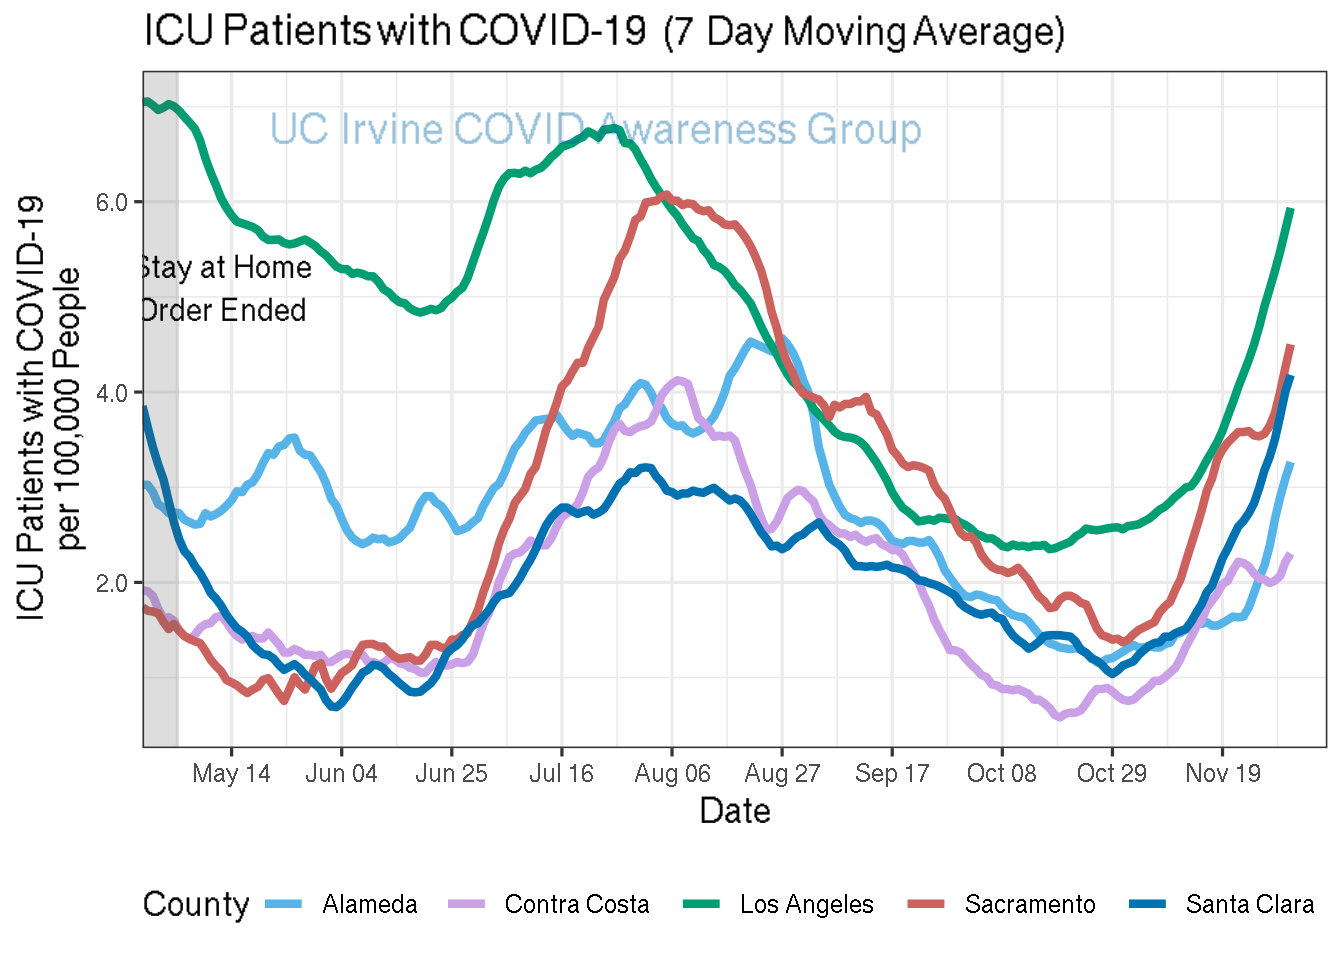 ICU Patients with COVID-19 (7 Day Moving Average)
UC Irvine COVID Awareness Group
6.0
4.0
2.0
Stay at Home
Order Ended
ICU Patients with COVID-19
per 100,000 People
May 14 Jun 04 Jun 25 Jul 16 Aug 06 Aug 27 Sep 17 Oct 08 Oct 29 Nov 19
Date
County Alameda Contra Costa Los Angeles Sacramento Santa Clara